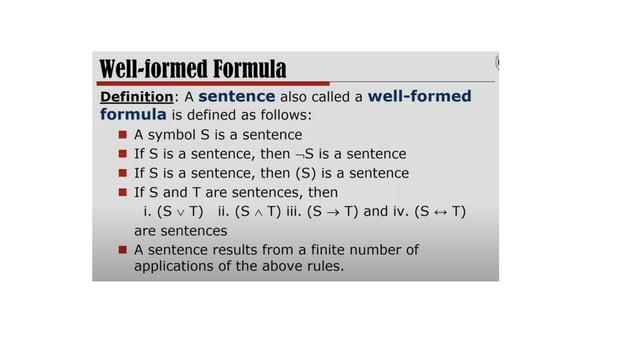 Well-formed Formula
Definition: A sentence also called a well-formed
formula is defined as follows:
A symbol S is a sentence
If S is a sentence, then ¬S is a sentence
If S is a sentence, then (S) is a sentence
If S and T are sentences, then
i. (S ∨ T) ii. (S ∧ T) iii. (S → T) and iv. (S ↔ T)
are sentences
A sentence results from a finite number of
applications of the above rules.